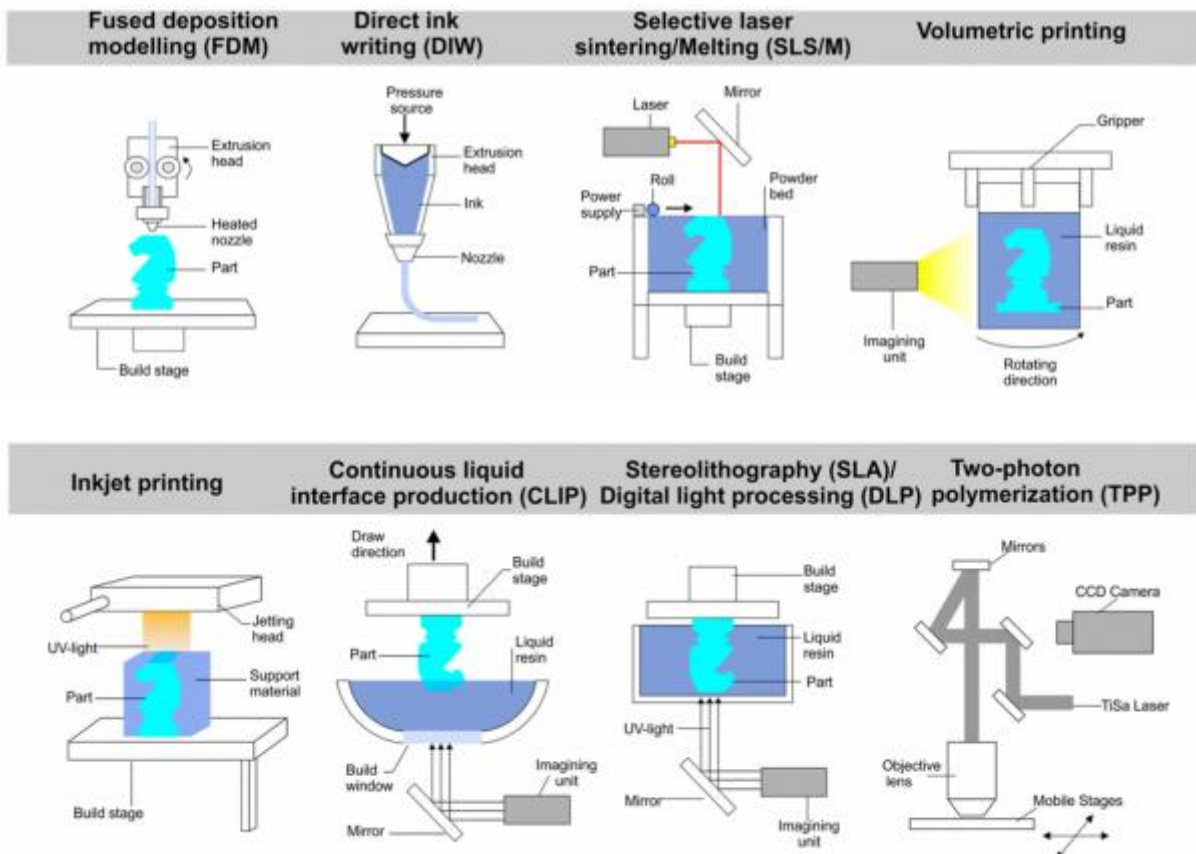 Fused deposition
modelling (FDM)
Direct ink
writing (DIW)
Selective laser
sintering/Melting (SLS/M)
Volumetric printing
Extrusion
head
Heated
nozzle
Part
Build stage
Pressure
source
Extrusion
head
Ink
Nozzle
Laser
Mirror
Power
supply
Roll
Powder
bed
Part
Build
stage
Gripper
Liquid
resin
Part
Imagining
unit
Rotating
direction
Inkjet printing
Continuous liquid
interface production (CLIP)
Stereolithography (SLA)/
Digital light processing (DLP)
Two-photon
polymerization (TPP)
Jetting
head
UV-light
Support
material
Part
Build stage
Draw
direction
Build
stage
Part
Liquid
resin
Build
window
Imagining
unit
Mirror
Build
stage
Liquid
resin
Part
UV-light
Mirror
Imagining
unit
Mirrors
CCD Camera
TiSa Laser
Objective
lens
Mobile Stages